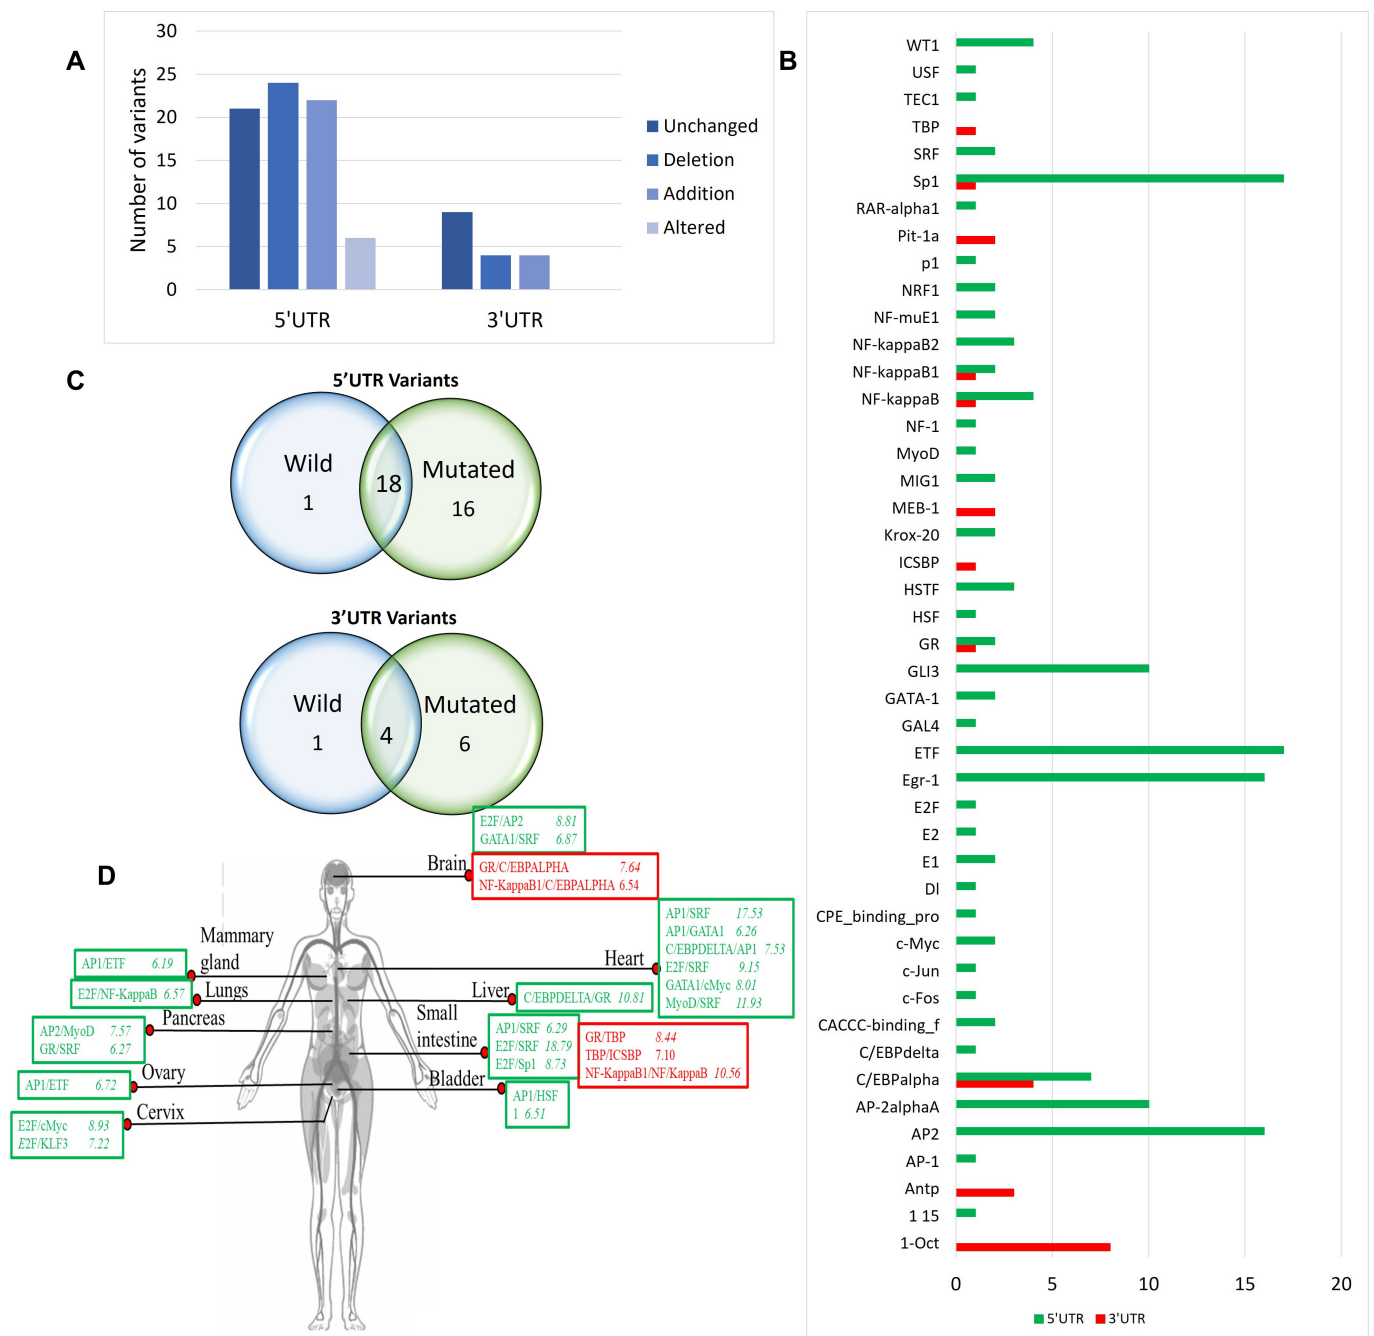 A
30
25
20
15
10
5
0
Number of variants
5'UTR
3'UTR
Unchanged
Deletion
Addition
Altered
B
WT1
USF
TEC1
TBP
SRF
Sp1
RAR-alpha1
Pit-1a
p1
NRF1
NF-muE1
NF-kappaB2
NF-kappaB1
NF-kappaB
NF-1
MyoD
MIG1
MEB-1
Krox-20
ICSBP
HSTF
HSF
GR
GLI3
GATA-1
GAL4
ETF
Egr-1
E2F
E2
E1
Dl
CPE_binding_pro
c-Myc
c-Jun
c-Fos
CACCC-binding_f
C/EBPdelta
C/EBPalpha
AP-2alphaA
AP2
AP-1
Antp
1 15
1-Oct
0 5 10 15 20
5'UTR 3'UTR
C
5’UTR Variants
Wild
1
18
Mutated
16
3’UTR Variants
Wild
1
4
Mutated
6
D
Brain
E2F/AP2 8.81
GATA1/SRF 6.87
GR/C/EBPALPHA 7.64
NF-KappaB1/C/EBPALPHA 6.54
Heart
AP1/SRF 17.53
AP1/GATA1 6.26
C/EBPDELTA/AP1 7.53
E2F/SRF 9.15
GATA1/cMyc 8.01
MyoD/SRF 11.93
Mammary
gland
AP1/ETF 6.19
Lungs
E2F/NF-KappaB 6.57
Liver
C/EBPDELTA/GR 10.81
Pancreas
AP2/MyoD 7.57
GR/SRF 6.27
Small
intestine
AP1/SRF 6.29
E2F/SRF 18.79
E2F/Sp1 8.73
GR/TBP 8.44
TBP/ICSBP 7.10
NF-KappaB1/NF/KappaB 10.56
Ovary
AP1/ETF 6.72
Bladder
AP1/HSF
1 6.51
Cervix
E2F/cMyc 8.93
E2F/KLF3 7.22